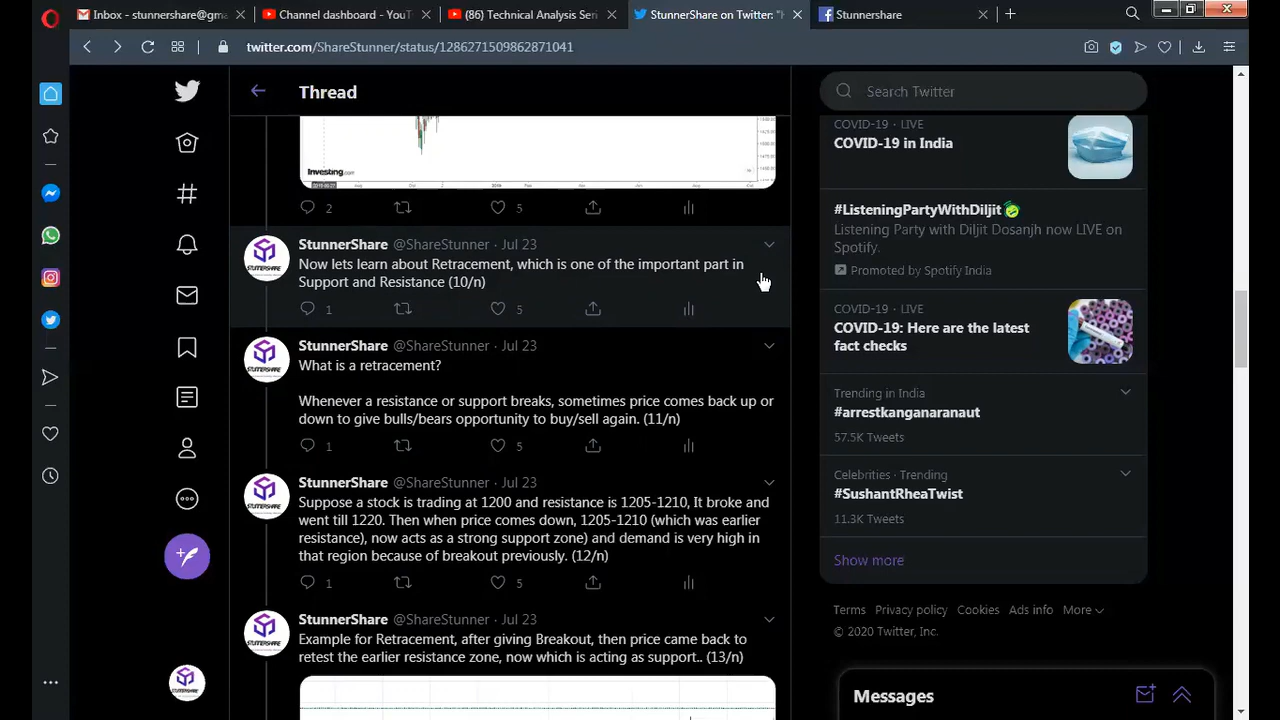 Inbox - stunnershare@gma
Channel dashboard - YouT
(80) Technical Analysis Seri
StunnerShare on Twitter: "H
Stunnershare
twitter.com/ShareStunner/status/1286271509862871041
Thread
Search Twitter
Investing.com
2
5
StunnerShare @ShareStunner · Jul 23
Now lets learn about Retracement, which is one of the important part in
Support and Resistance (10/n)
1
5
StunnerShare @ShareStunner · Jul 23
What is a retracement?
Whenever a resistance or support breaks, sometimes price comes back up or
down to give bulls/bears opportunity to buy/sell again. (11/n)
1
5
StunnerShare @ShareStunner · Jul 23
Suppose a stock is trading at 1200 and resistance is 1205-1210. It broke and
went till 1220. Then when price comes down, 1205-1210 (which was earlier
resistance), now acts as a strong support zone) and demand is very high in
that region because of breakout previously. (12/n)
1
5
StunnerShare @ShareStunner · Jul 23
Example for Retracement, after giving Breakout, then price came back to
retest the earlier resistance zone, now which is acting as support.. (13/n)
COVID-19 · LIVE
COVID-19 in India
#ListeningPartyWithDiljit
Listening Party with Diljit Dosanjh now LIVE on
Spotify.
Promoted by Spotify
COVID-19 · LIVE
COVID-19: Here are the latest
fact checks
Trending in India
#arrestkanganaranaut
57.5K Tweets
Celebrities · Trending
11.3K Tweets
Show more
Terms Privacy policy Cookies Ads info More
© 2020 Twitter, Inc.
Messages